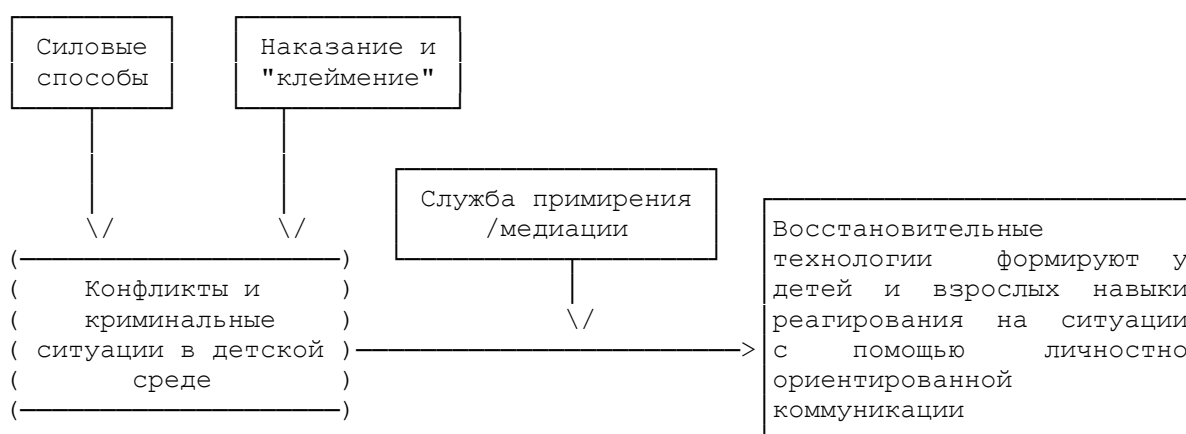 Силовые
способы
Наказание и
"клеймение"
Служба примирения
/медиации
Конфликты и
криминальные
ситуации в детской
среде
Восстановительные
технологии формируют у
детей и взрослых навыки
реагирования на ситуации
с помощью личностно
ориентированной
коммуникации